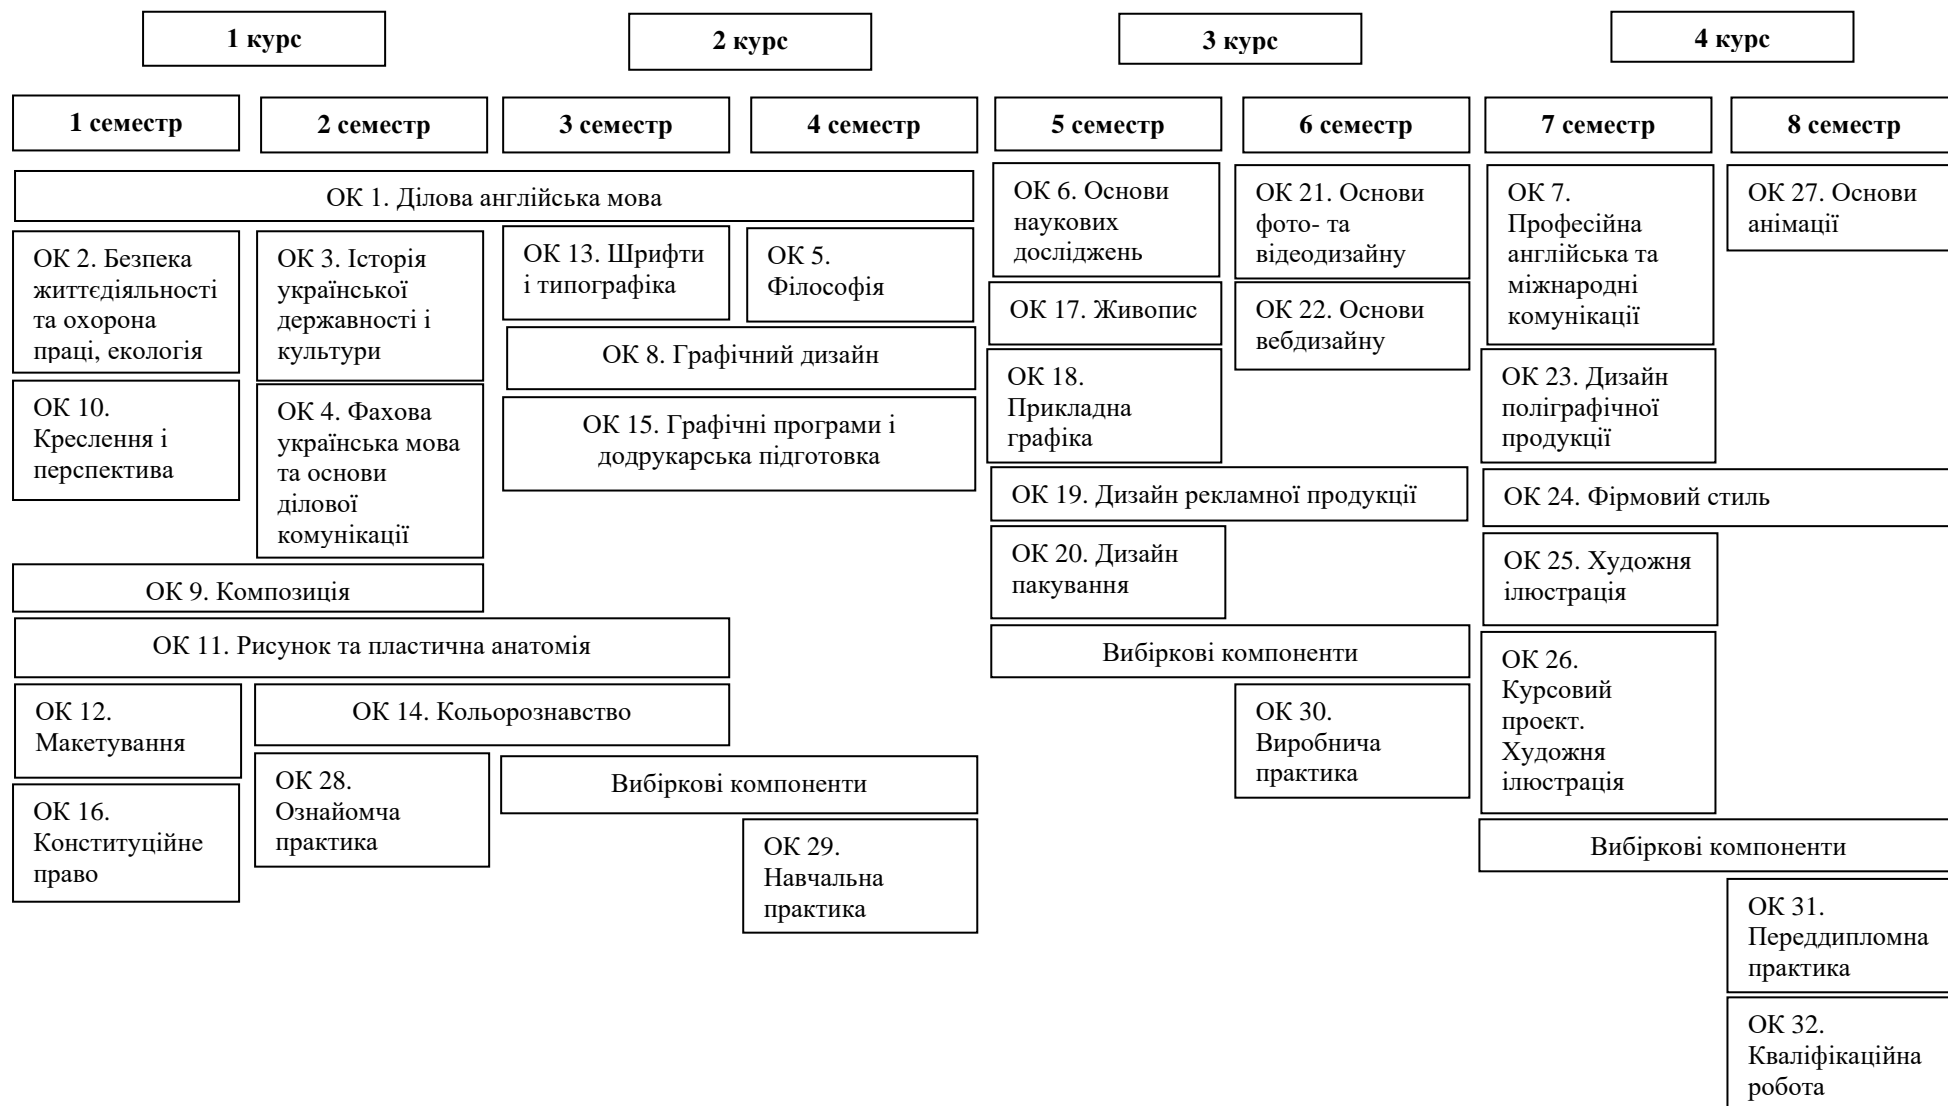 1 курс
2 курс
3 курс
4 курс
1 семестр
2 семестр
3 семестр
4 семестр
5 семестр
6 семестр
7 семестр
8 семестр
ОК 1. Ділова англійська мова
ОК 2. Безпека
життєдіяльності
та охорона
праці, екологія
ОК 10.
Креслення і
перспектива
ОК 3. Історія
української
державності і
культури
ОК 4. Фахова
українська мова
та основи
ділової
комунікації
ОК 13. Шрифти
і типографіка
ОК 5.
Філософія
ОК 8. Графічний дизайн
ОК 15. Графічні програми і
додрукарська підготовка
ОК 9. Композиція
ОК 11. Рисунок та пластична анатомія
ОК 12.
Макетування
ОК 14. Кольорознавство
ОК 16.
Конституційне
право
ОК 28.
Ознайомча
практика
Вибіркові компоненти
ОК 29.
Навчальна
практика
ОК 6. Основи
наукових
досліджень
ОК 17. Живопис
ОК 18.
Прикладна
графіка
ОК 21. Основи
фото- та
відеодизайну
ОК 22. Основи
вебдизайну
ОК 19. Дизайн рекламної продукції
ОК 20. Дизайн
пакування
Вибіркові компоненти
ОК 30.
Виробнича
практика
ОК 7.
Професійна
англійська та
міжнародні
комунікації
ОК 27. Основи
анімації
ОК 23. Дизайн
поліграфічної
продукції
ОК 24. Фірмовий стиль
ОК 25. Художня
ілюстрація
ОК 26.
Курсовий
проект.
Художня
ілюстрація
Вибіркові компоненти
ОК 31.
Переддипломна
практика
ОК 32.
Кваліфікаційна
робота